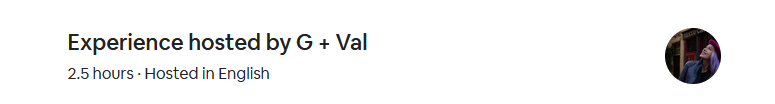 Experience hosted by G + Val
2.5 hours · Hosted in English